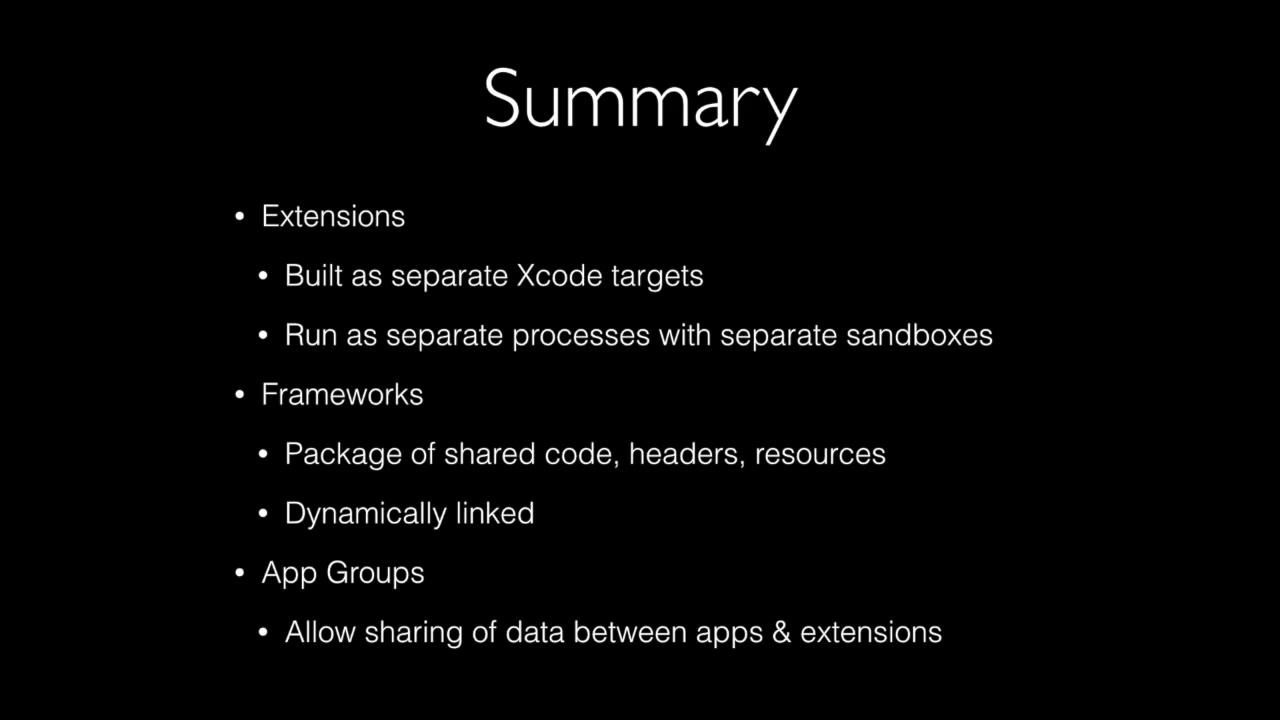 Summary
• Extensions
• Built as separate Xcode targets
• Run as separate processes with separate sandboxes
• Frameworks
• Package of shared code, headers, resources
• Dynamically linked
• App Groups
• Allow sharing of data between apps & extensions